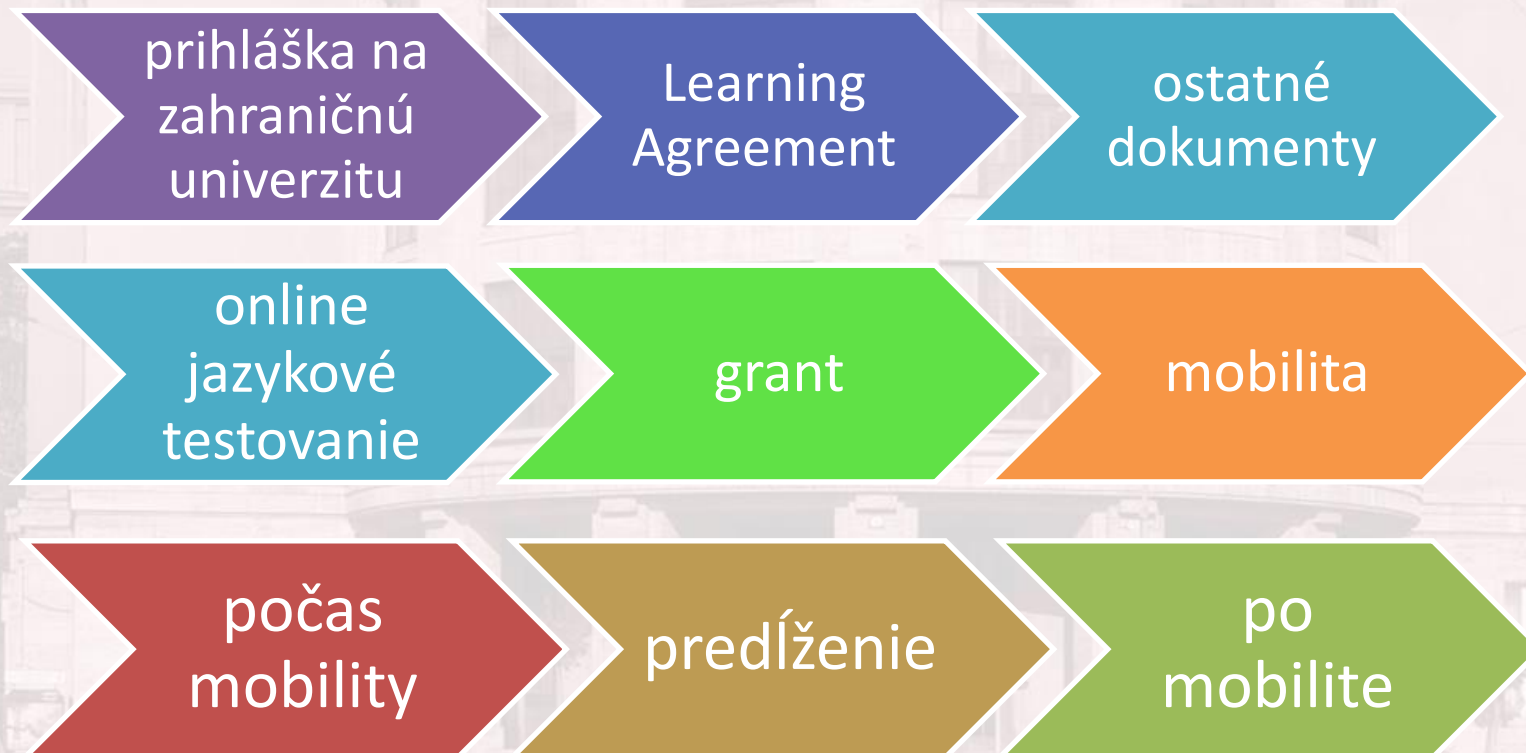 prihláška na
zahraničnú
univerzitu
Learning
Agreement
ostatné
dokumenty
online
jazykové
testovanie
grant
mobilita
počas
mobility
predĺženie
po
mobilite